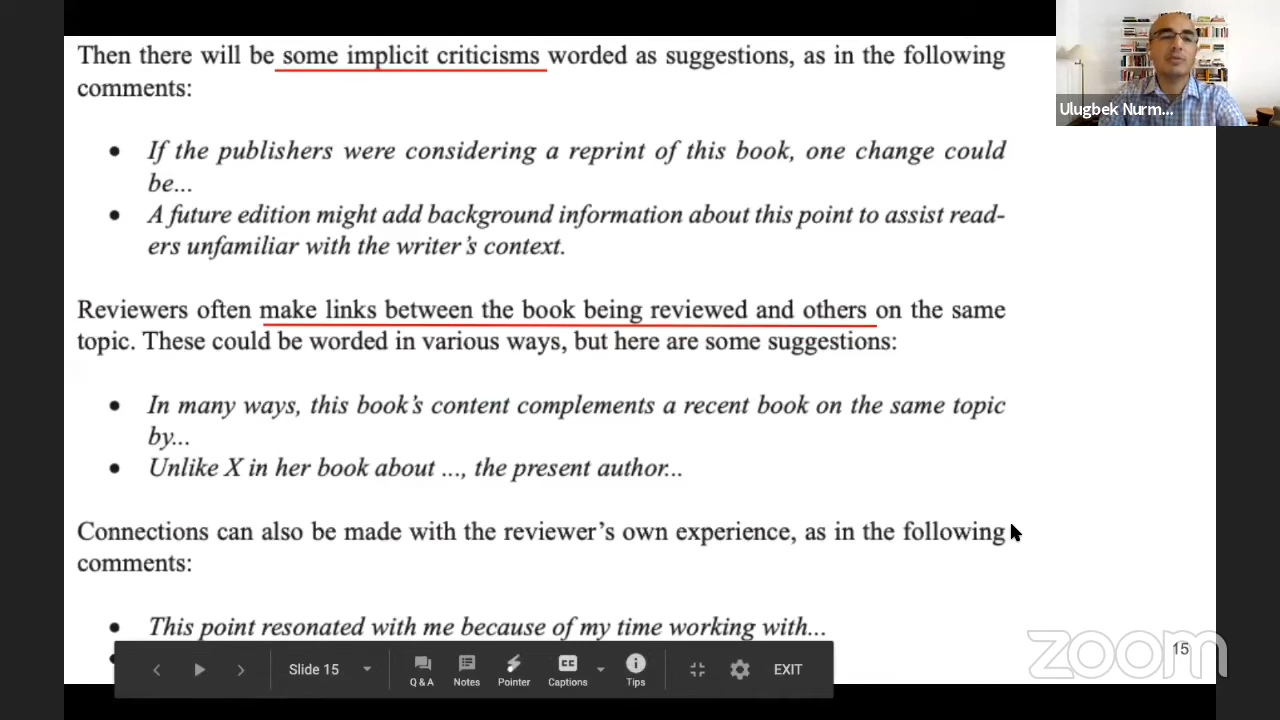 Then there will be some implicit criticisms worded as suggestions, as in the following
comments:
• If the publishers were considering a reprint of this book, one change could
be...
• A future edition might add background information about this point to assist read-
ers unfamiliar with the writer's context.
Reviewers often make links between the book being reviewed and others on the same
topic. These could be worded in various ways, but here are some suggestions:
• In many ways, this book's content complements a recent book on the same topic
by...
• Unlike X in her book about ..., the present author...
Connections can also be made with the reviewer's own experience, as in the following
comments:
• This point resonated with me because of my time working with...
Ulugbek Nurm...
Slide 15
Q & A
Notes
Pointer
CC
Captions
Tips
EXIT
zoom
15